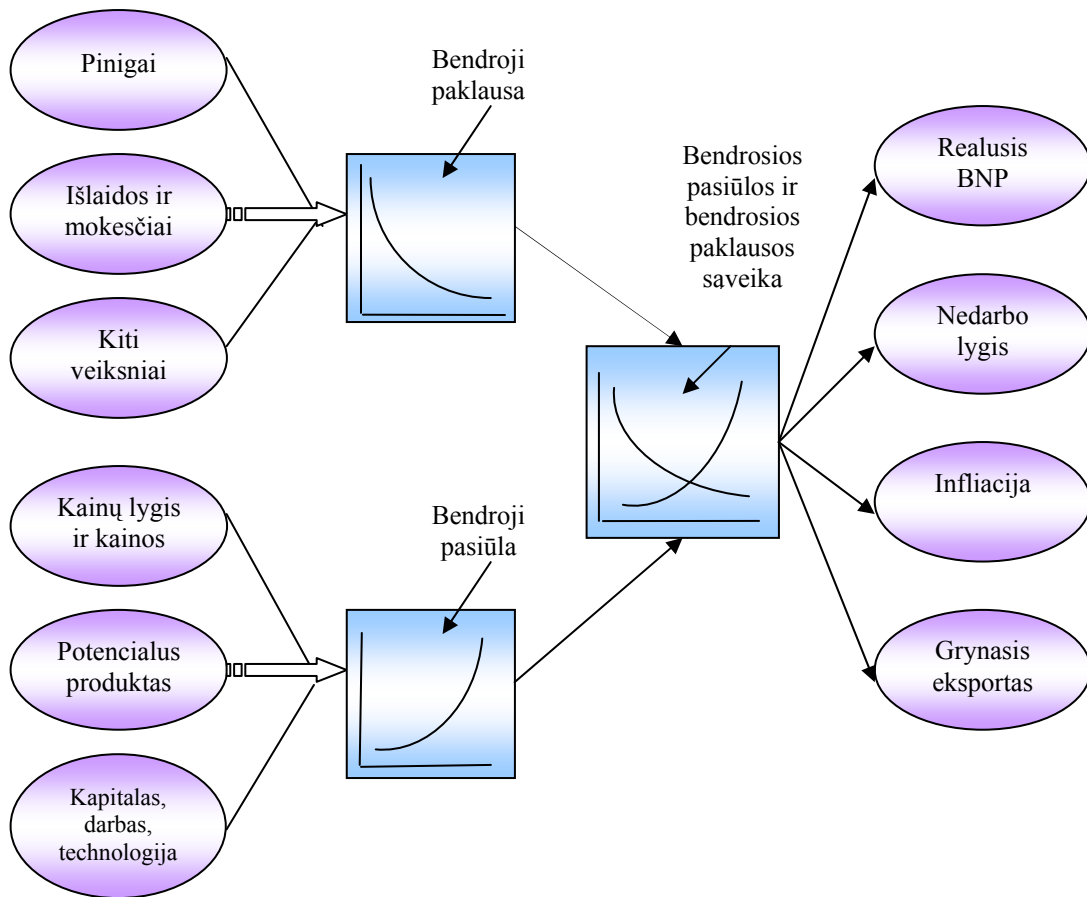 Pinigai
Išlaidos ir
mokesčiai
Kiti
veiksniai
Kainų lygis
ir kainos
Potencialus
produktas
Kapitalas,
darbas,
technologija
Bendroji
paklausa
Bendroji
pasiūla
Bendrosios
pasiūlos ir
bendrosios
paklausos
saveika
Realusis
BNP
Nedarbo
lygis
Infliacija
Grynasis
eksportas